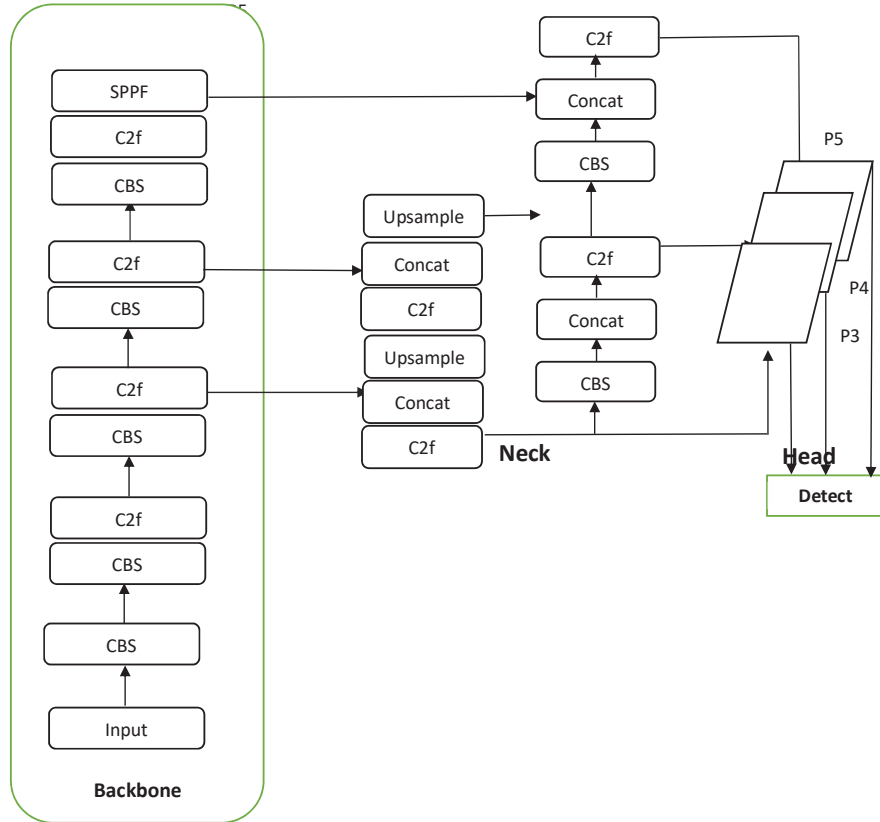 SPPF
C2f
CBS
C2f
CBS
C2f
CBS
C2f
CBS
CBS
Input
Backbone
Upsample
Concat
C2f
Upsample
Concat
C2f
Neck
C2f
Concat
CBS
C2f
Concat
CBS
P5
P4
P3
Head
Detect